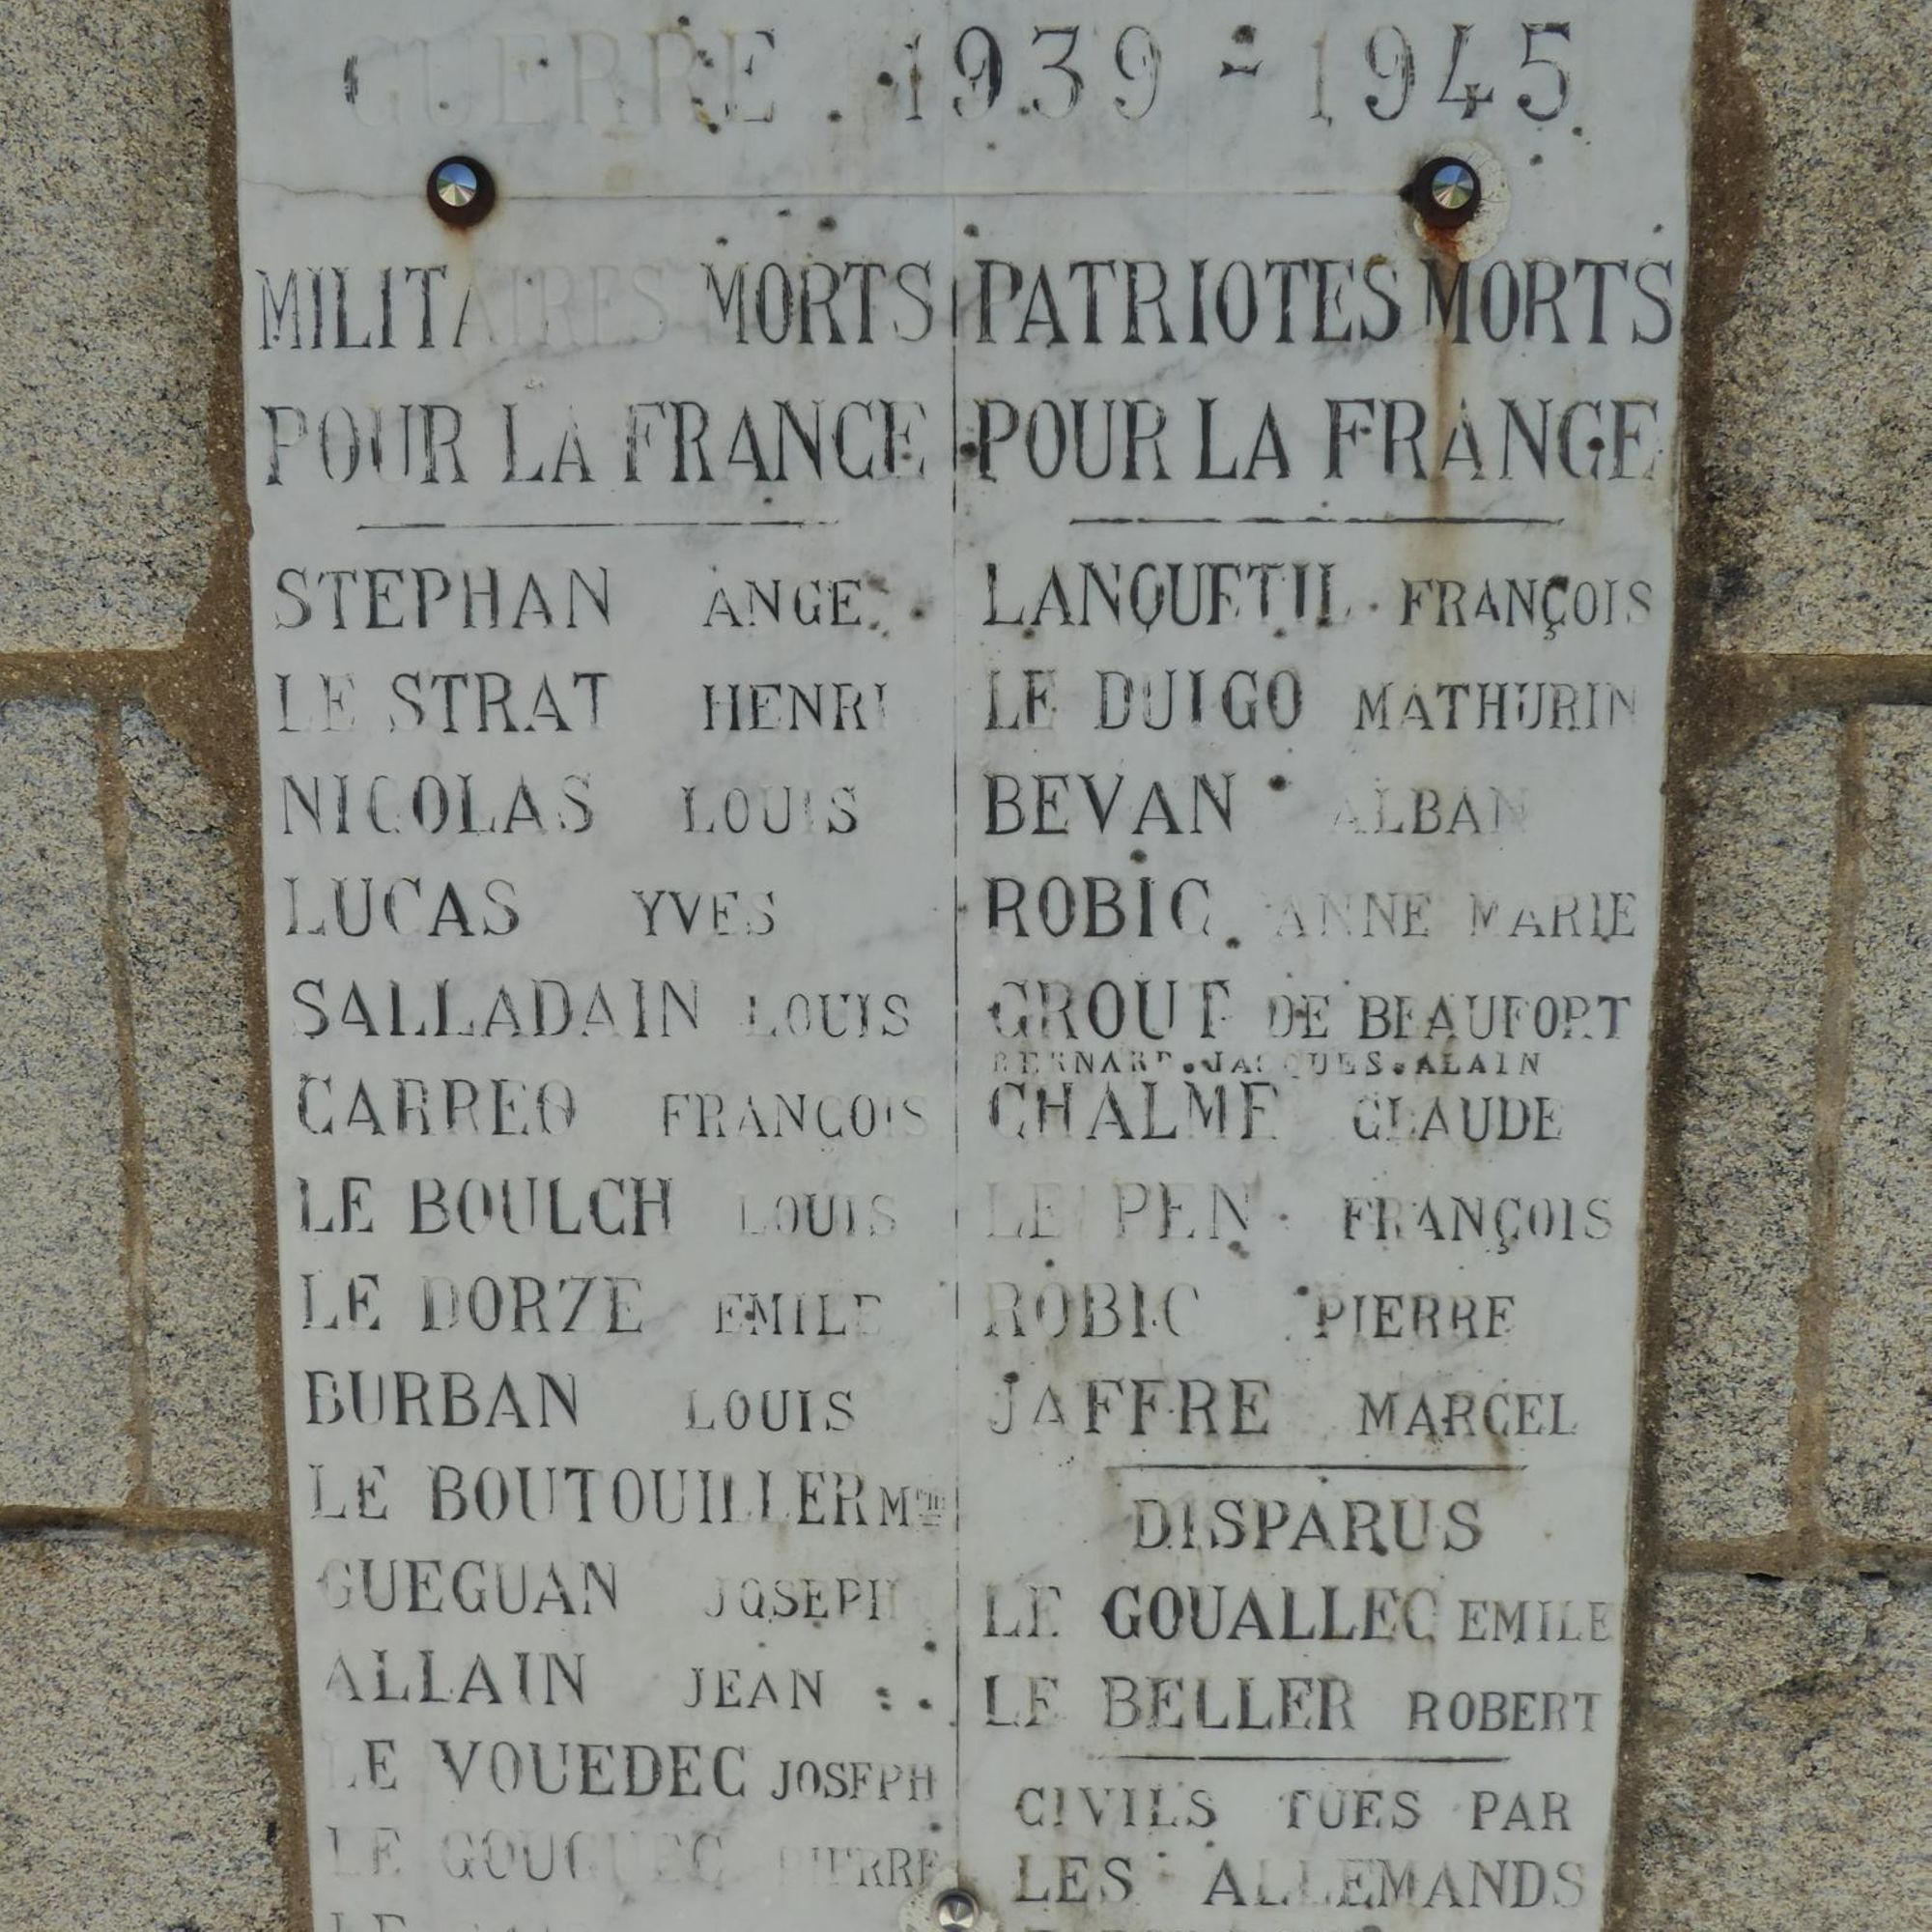 GUERRE 1939 - 1945
MILITAIRES MORTS
POUR LA FRANCE
STEPHAN ANGE
LE STRAT HENRI
NICOLAS LOUIS
LUCAS YVES
SALLADAIN LOUIS
CARREO FRANÇOIS
LE BOULCH LOUIS
LE DORZE EMILE
BURBAN LOUIS
LE BOUTOUILLER Mᵗⁱⁿ
GUEGUAN JOSEPH
ALLAIN JEAN
LE VOUEDEC JOSEPH
LE GOUGUEC PIERRE
LE
PATRIOTES MORTS
POUR LA FRANCE
LANQUETIL FRANÇOIS
LE DUIGO MATHURIN
BEVAN ALBAN
ROBIC ANNE MARIE
GROUT DE BEAUFORT
BERNARD.JACQUES.ALAIN
CHALME CLAUDE
LE PEN FRANÇOIS
ROBIC PIERRE
JAFFRE MARCEL
DISPARUS
LE GOUALLEC EMILE
LE BELLER ROBERT
CIVILS TUES PAR
LES ALLEMANDS